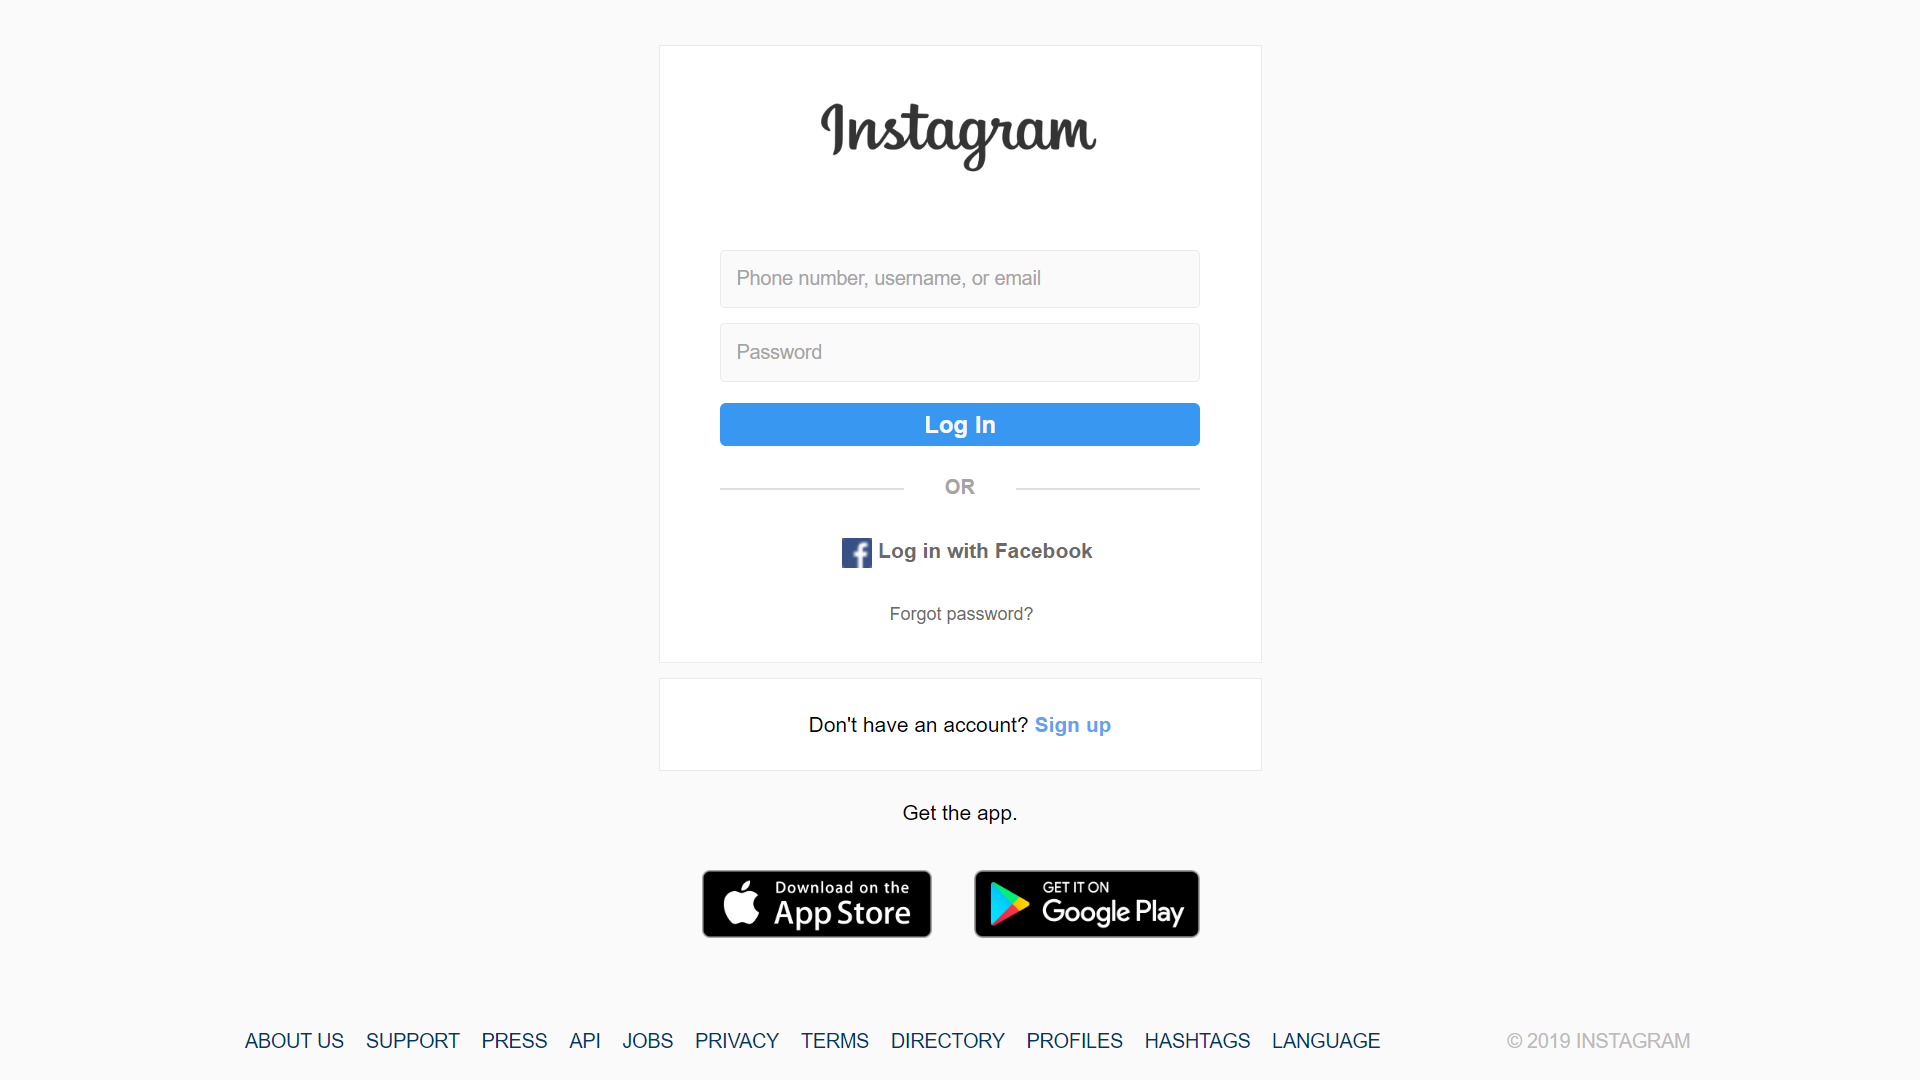 Instagram
Phone number, username, or email
Password
Log In
OR
Log in with Facebook
Forgot password?
Don't have an account? Sign up
Get the app.
Download on the
App Store
GET IT ON
Google Play
ABOUT US SUPPORT PRESS API JOBS PRIVACY TERMS DIRECTORY PROFILES HASHTAGS LANGUAGE © 2019 INSTAGRAM